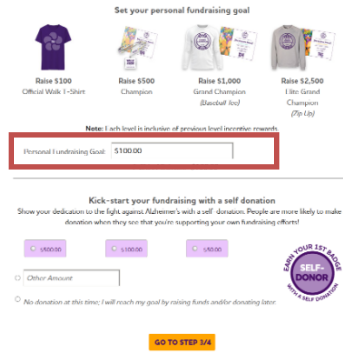 Set your personal fundraising goal
Raise $100
Official Walk T-Shirt
Raise $500
Champion
Raise $1,000
Grand Champion
(Baseball Tee)
Raise $2,500
Elite Grand
Champion
(Zip Up)
Note: Each level is inclusive of previous level incentive rewards.
Personal Fundraising Goal: $100.00
Kick-start your fundraising with a self donation
Show your dedication to the fight against Alzheimer's with a self donation. People are more likely to make
donation when they see that you're supporting your own fundraising efforts!
$100.00
$50.00
Other Amount
No donation at this time; I will reach my goal by raising funds and/or donating later.
EARN YOUR 1ST BADGE
SELF-
DONOR
WITH A SELF DONATION
GO TO STEP 3/4